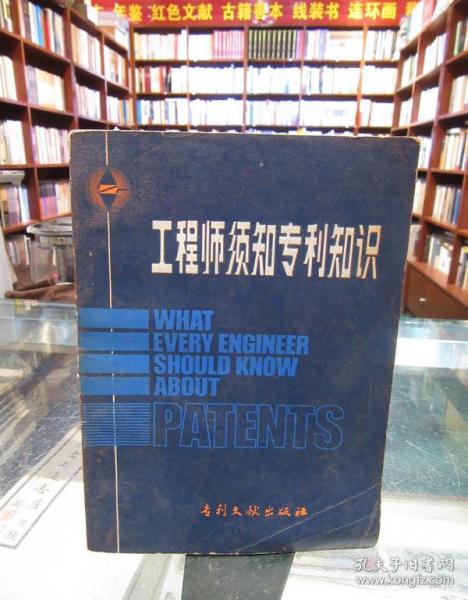 年鉴 红色文献 古籍善本 线装书 连环画
工程师须知专利知识
WHAT
EVERY ENGINEER
SHOULD KNOW
ABOUT
PATENTS
专利文献出版社
孔夫子旧书网
www.kongfz.com